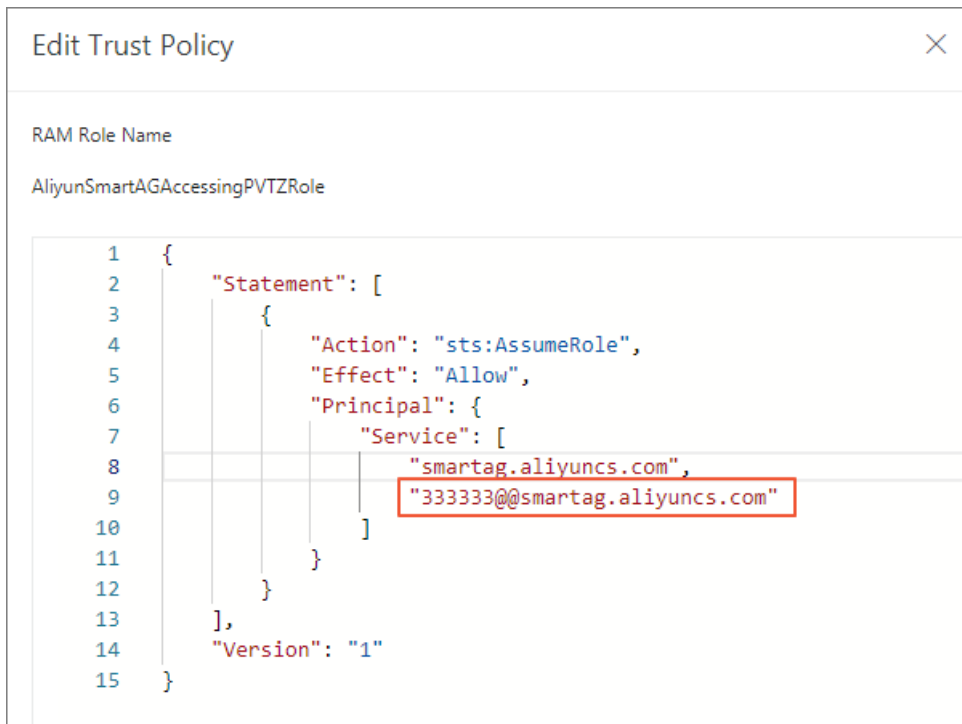 Edit Trust Policy
RAM Role Name
AliyunSmartAGAccessingPVTZRole
1 {
2 "Statement": [
3 {
4 "Action": "sts:AssumeRole",
5 "Effect": "Allow",
6 "Principal": {
7 "Service": [
8 "smartag.aliyuncs.com",
9 "333333@@smartag.aliyuncs.com"
10 ]
11 }
12 }
13 ],
14 "Version": "1"
15 }